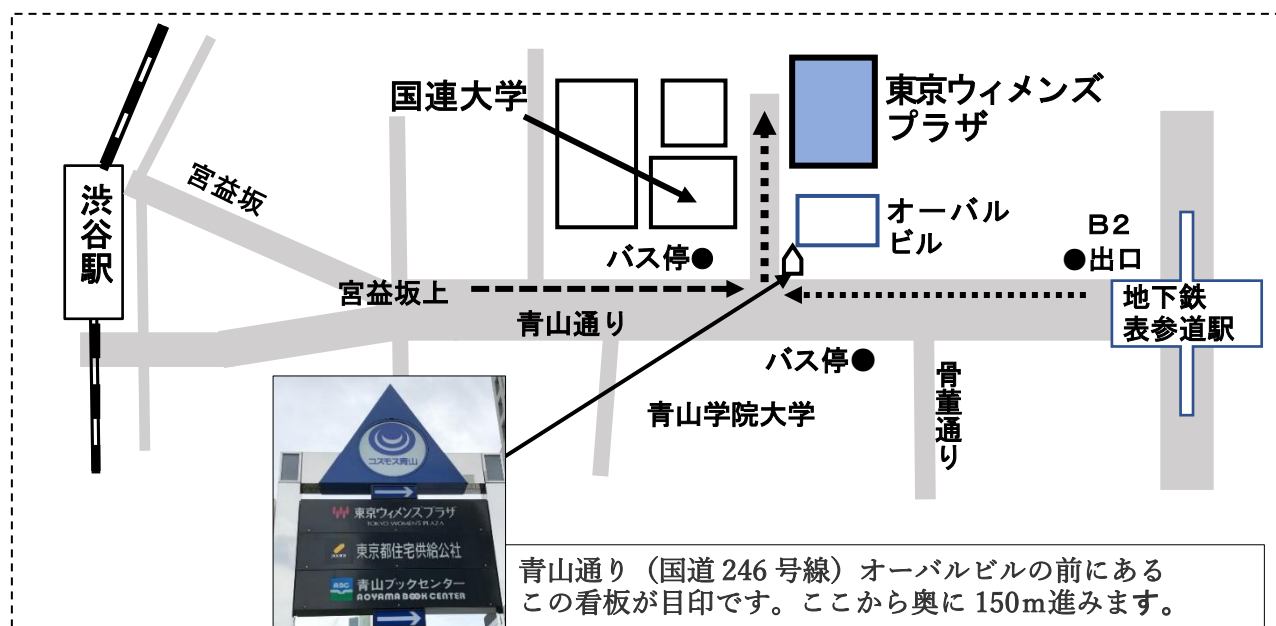 国連大学
東京ウィメンズ
プラザ
宮益坂
渋谷駅
オーバル
ビル
B2
●出口
バス停●
宮益坂上
地下鉄
表参道駅
青山通り
バス停●
骨董通り
青山学院大学
コスモス青山
東京ウィメンズプラザ
TOKYO WOMEN'S PLAZA
東京都住宅供給公社
ABC
青山ブックセンター
AOYAMA BOOK CENTER
青山通り（国道 246 号線）オーバルビルの前にある
この看板が目印です。ここから奥に 150m進みます。